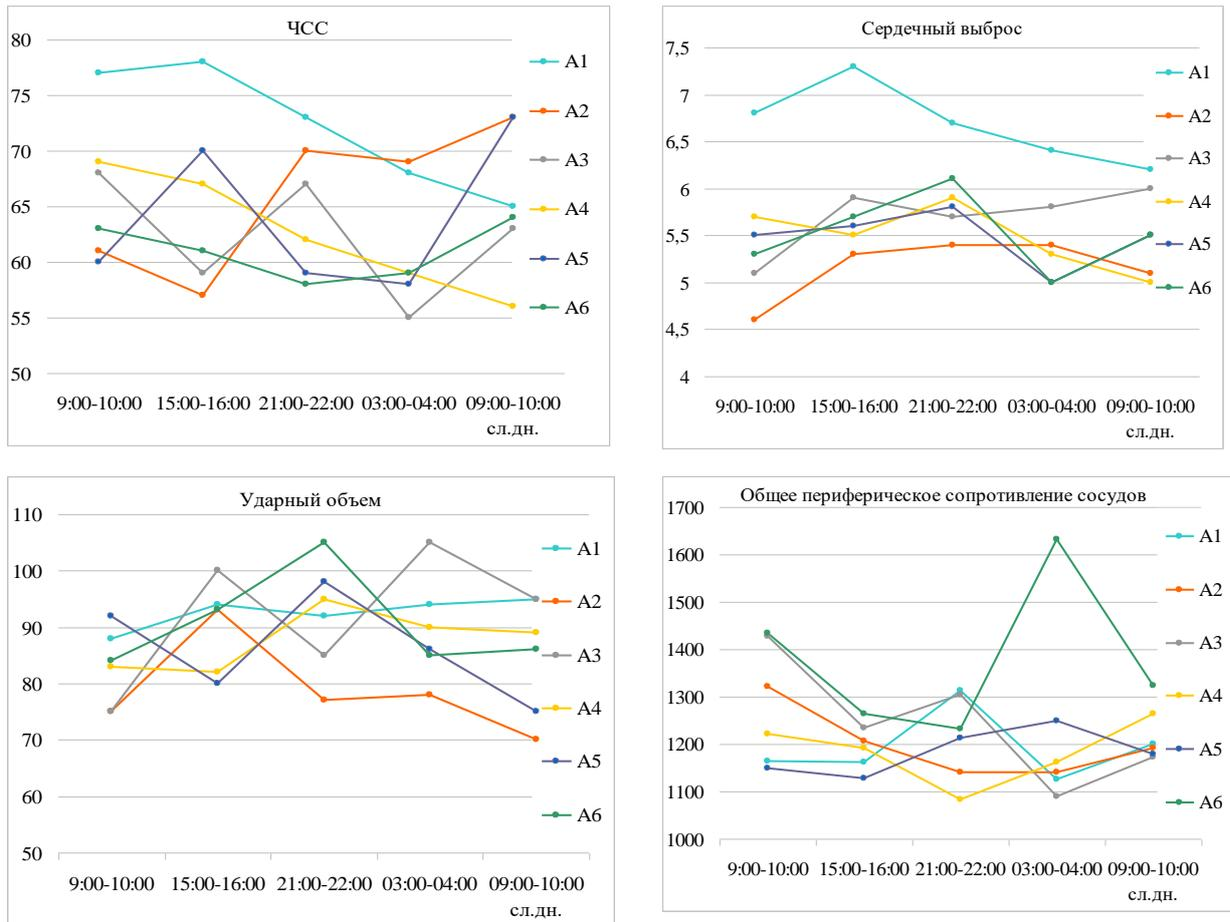 ЧСС
80
75
70
65
60
55
50
9:00-10:00 15:00-16:00 21:00-22:00 03:00-04:00 09:00-10:00
сл.дн.
A1
A2
A3
A4
A5
A6
Сердечный выброс
7,5
7
6,5
6
5,5
5
4,5
4
9:00-10:00 15:00-16:00 21:00-22:00 03:00-04:00 09:00-10:00
сл.дн.
A1
A2
A3
A4
A5
A6
Ударный объем
110
100
90
80
70
60
50
9:00-10:00 15:00-16:00 21:00-22:00 03:00-04:00 09:00-10:00
сл.дн.
A1
A2
A3
A4
A5
A6
Общее периферическое сопротивление сосудов
1700
1600
1500
1400
1300
1200
1100
1000
9:00-10:00 15:00-16:00 21:00-22:00 03:00-04:00 09:00-10:00
сл.дн.
A1
A2
A3
A4
A5
A6